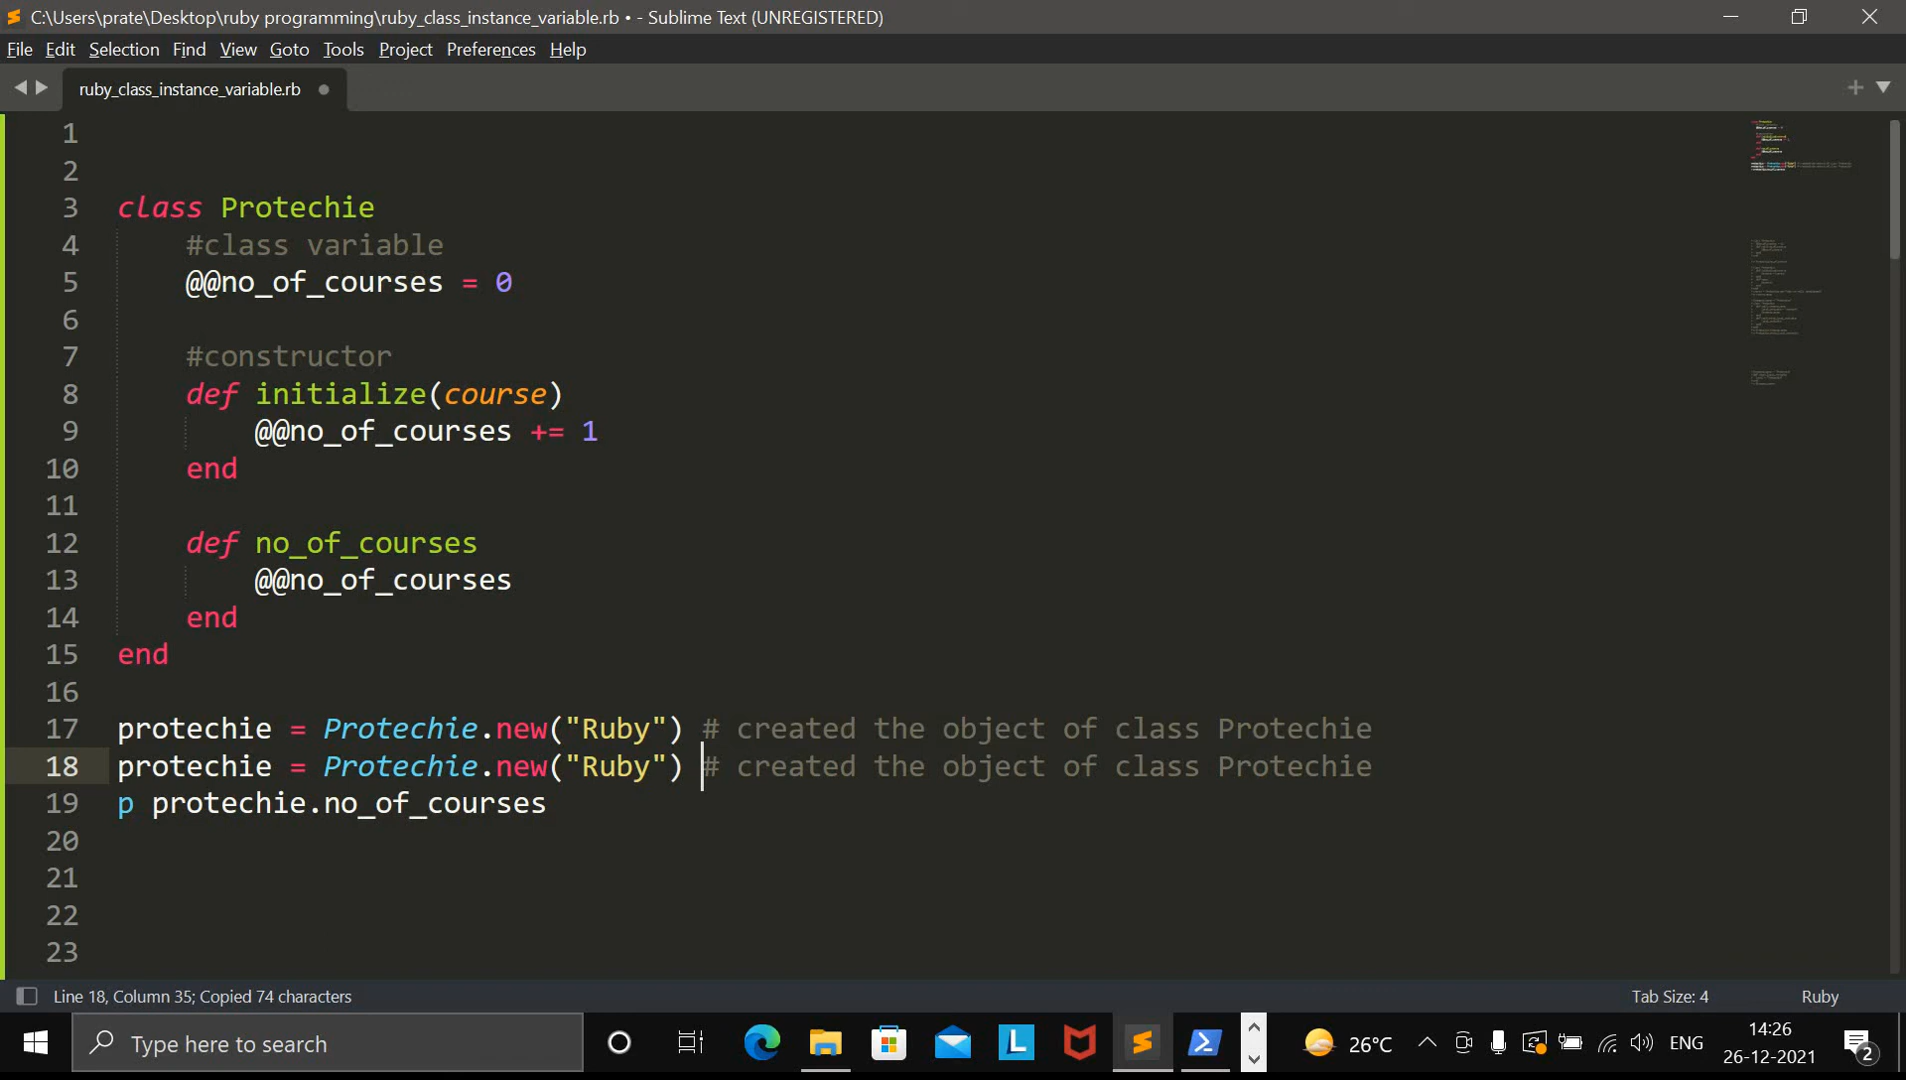 C:\Users\prate\Desktop\ruby programming\ruby_class_instance_variable.rb • - Sublime Text (UNREGISTERED)
File Edit Selection Find View Goto Tools Project Preferences Help
ruby_class_instance_variable.rb
1
2
3 class Protechie
4 #class variable
5 @@no_of_courses = 0
6
7 #constructor
8 def initialize(course)
9 @@no_of_courses += 1
10 end
11
12 def no_of_courses
13 @@no_of_courses
14 end
15 end
16
17 protechie = Protechie.new("Ruby") # created the object of class Protechie
18 protechie = Protechie.new("Ruby") # created the object of class Protechie
19 p protechie.no_of_courses
20
21
22
23
Line 18, Column 35; Copied 74 characters Tab Size: 4 Ruby
Type here to search L 26°C ENG 14:26
26-12-2021 2